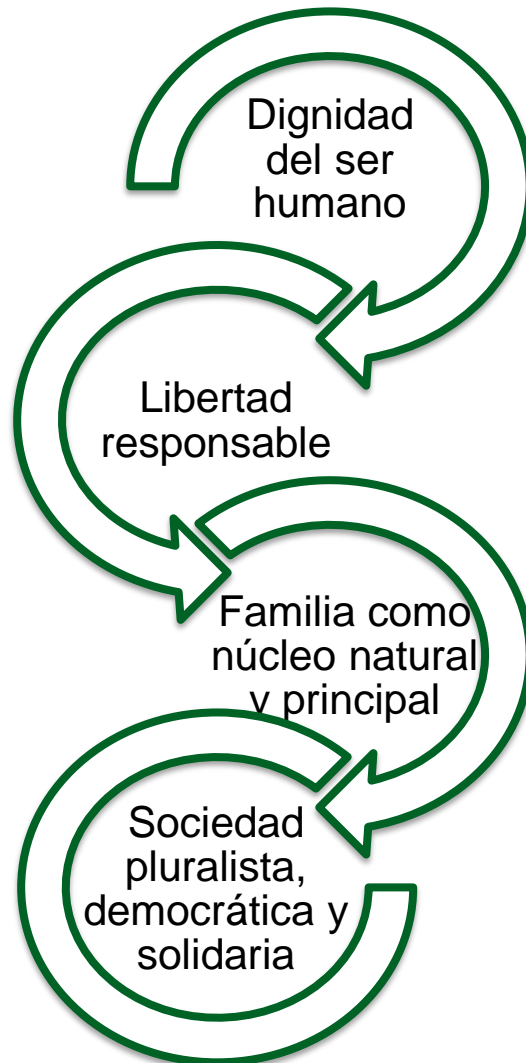 Dignidad
del ser
humano
Libertad
responsable
Familia como
núcleo natural
y principal
Sociedad
pluralista,
democrática y
solidaria